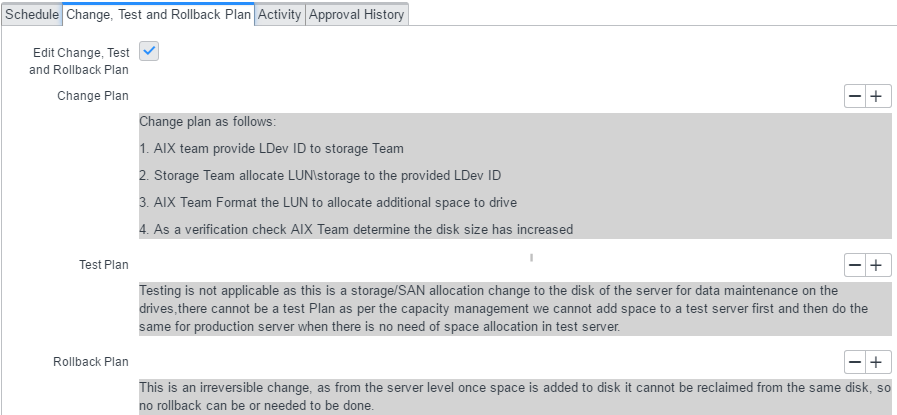 Schedule Change, Test and Rollback Plan Activity Approval History
Edit Change, Test
and Rollback Plan
Change Plan
Change plan as follows:
1. AIX team provide LDev ID to storage Team
2. Storage Team allocate LUN\storage to the provided LDev ID
3. AIX Team Format the LUN to allocate additional space to drive
4. As a verification check AIX Team determine the disk size has increased
Test Plan
Testing is not applicable as this is a storage/SAN allocation change to the disk of the server for data maintenance on the
drives,there cannot be a test Plan as per the capacity management we cannot add space to a test server first and then do the
same for production server when there is no need of space allocation in test server.
Rollback Plan
This is an irreversible change, as from the server level once space is added to disk it cannot be reclaimed from the same disk, so
no rollback can be or needed to be done.